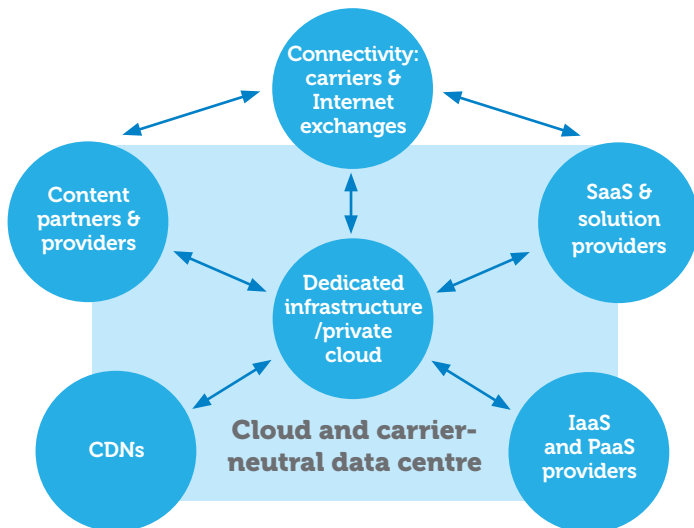 Connectivity:
carriers &
Internet
exchanges
Content
partners &
providers
SaaS &
solution
providers
Dedicated
infrastructure
/private
cloud
CDNs
Cloud and carrier-
neutral data centre
IaaS
and PaaS
providers